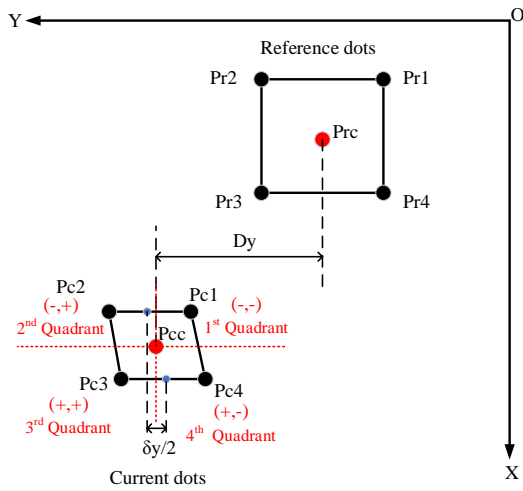 Y
O
Reference dots
Pr2
Pr1
Prc
Pr3
Pr4
Dy
Pc2
Pc1
(-,+)
(-,-)
2nd Quadrant
Pcc
1st Quadrant
Pc3
Pc4
(+,+)
(+,-)
3rd Quadrant
4th Quadrant
δy/2
Current dots
X